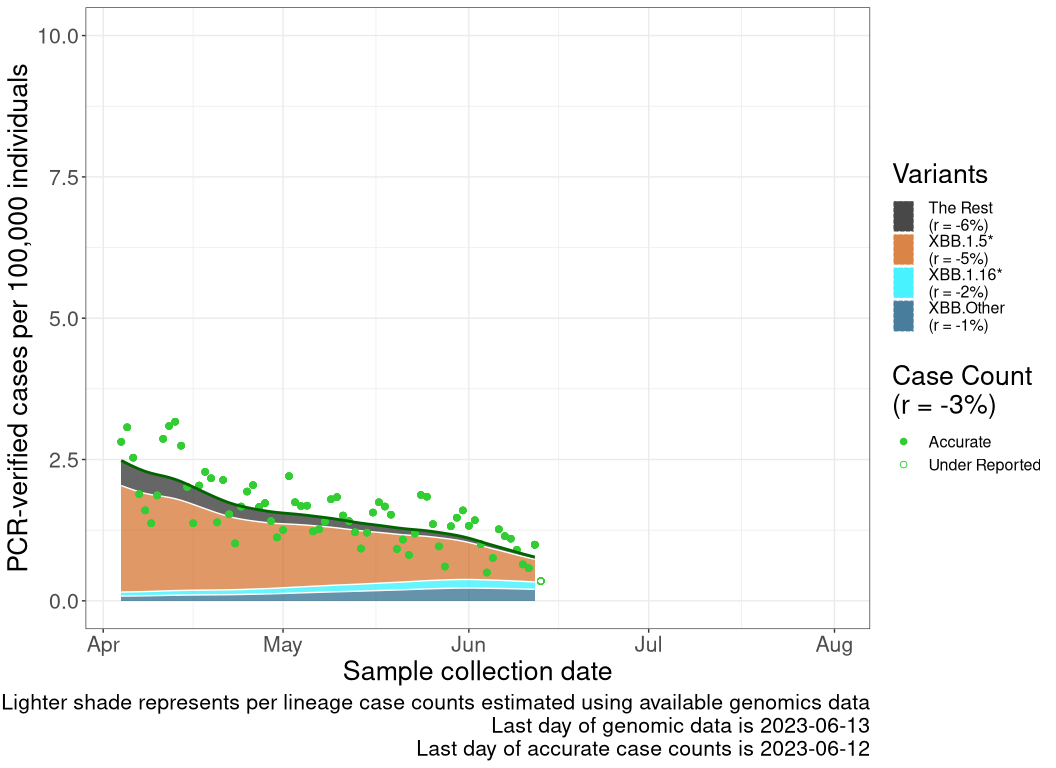 10.0
7.5
5.0
2.5
0.0
PCR-verified cases per 100,000 individuals
Apr
May
Jun
Jul
Aug
Sample collection date
Variants
The Rest
(r = -6%)
XBB.1.5*
(r = -5%)
XBB.1.16*
(r = -2%)
XBB.Other
(r = -1%)
Case Count
(r = -3%)
Accurate
Under Reported
Lighter shade represents per lineage case counts estimated using available genomics data
Last day of genomic data is 2023-06-13
Last day of accurate case counts is 2023-06-12